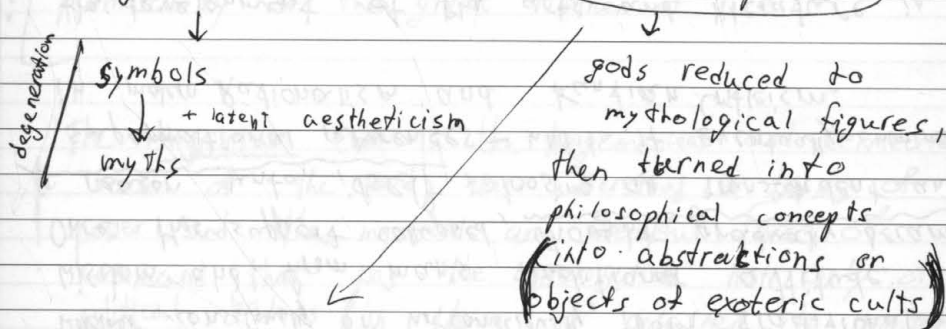 degeneration
symbols
+ latent aestheticism
myths
gods reduced to
mythological figures,
then turned into
philosophical concepts
(into abstractions or
objects of exoteric cults)